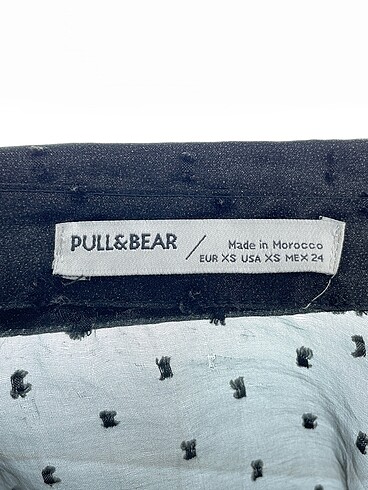 PULL&BEAR / Made in Morocco
EUR XS USA XS MEX 24